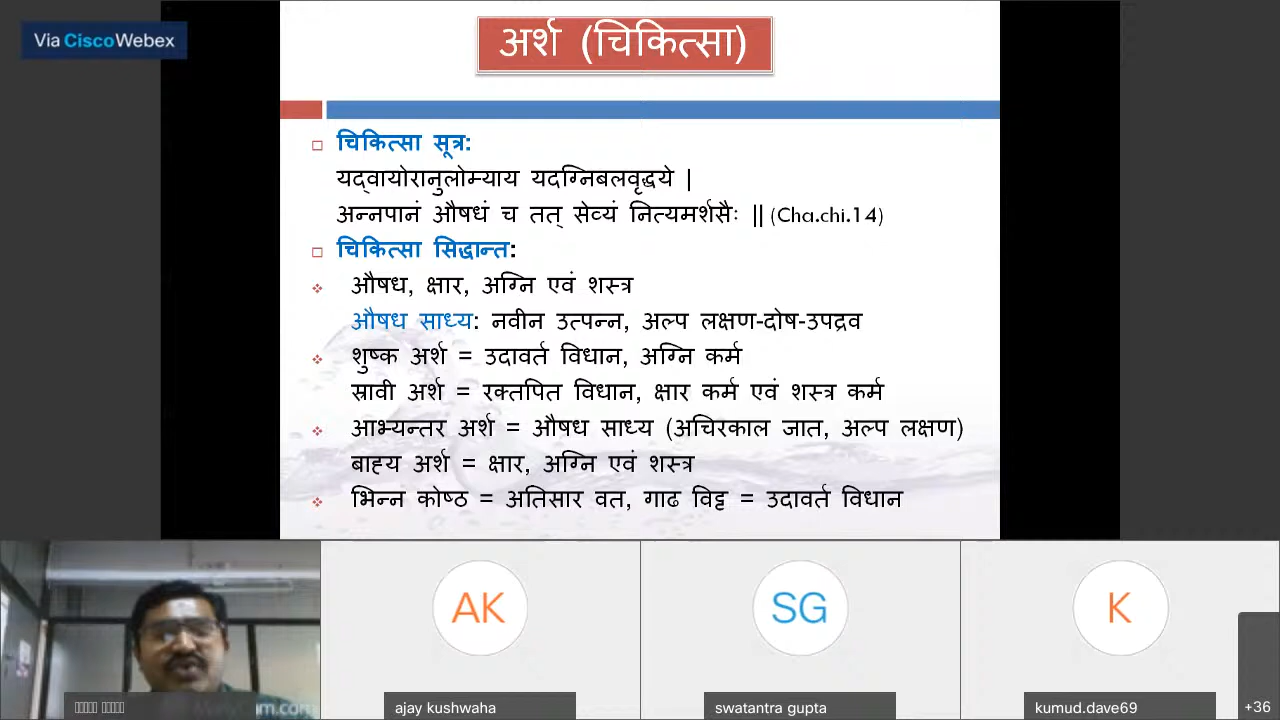 Via Cisco Webex
अर्श (चिकित्सा)
चिकित्सा सूत्र:
यद्वायोरानुलोम्याय यदग्निबलवृद्धये |
अन्नपानं औषधं च तत् सेव्यं नित्यमर्शसैः || (Cha.chi.14)
चिकित्सा सिद्धान्त:
औषध, क्षार, अग्नि एवं शस्त्र
औषध साध्य: नवीन उत्पन्न, अल्प लक्षण-दोष-उपद्रव
शुष्क अर्श = उदावर्त विधान, अग्नि कर्म
स्रावी अर्श = रक्तपित विधान, क्षार कर्म एवं शस्त्र कर्म
आभ्यन्तर अर्श = औषध साध्य (अचिरकाल जात, अल्प लक्षण)
बाह्य अर्श = क्षार, अग्नि एवं शस्त्र
भिन्न कोष्ठ = अतिसार वत, गाढ विट्ट = उदावर्त विधान
AK
SG
K
ajay kushwaha
swatantra gupta
kumud.dave69
+36